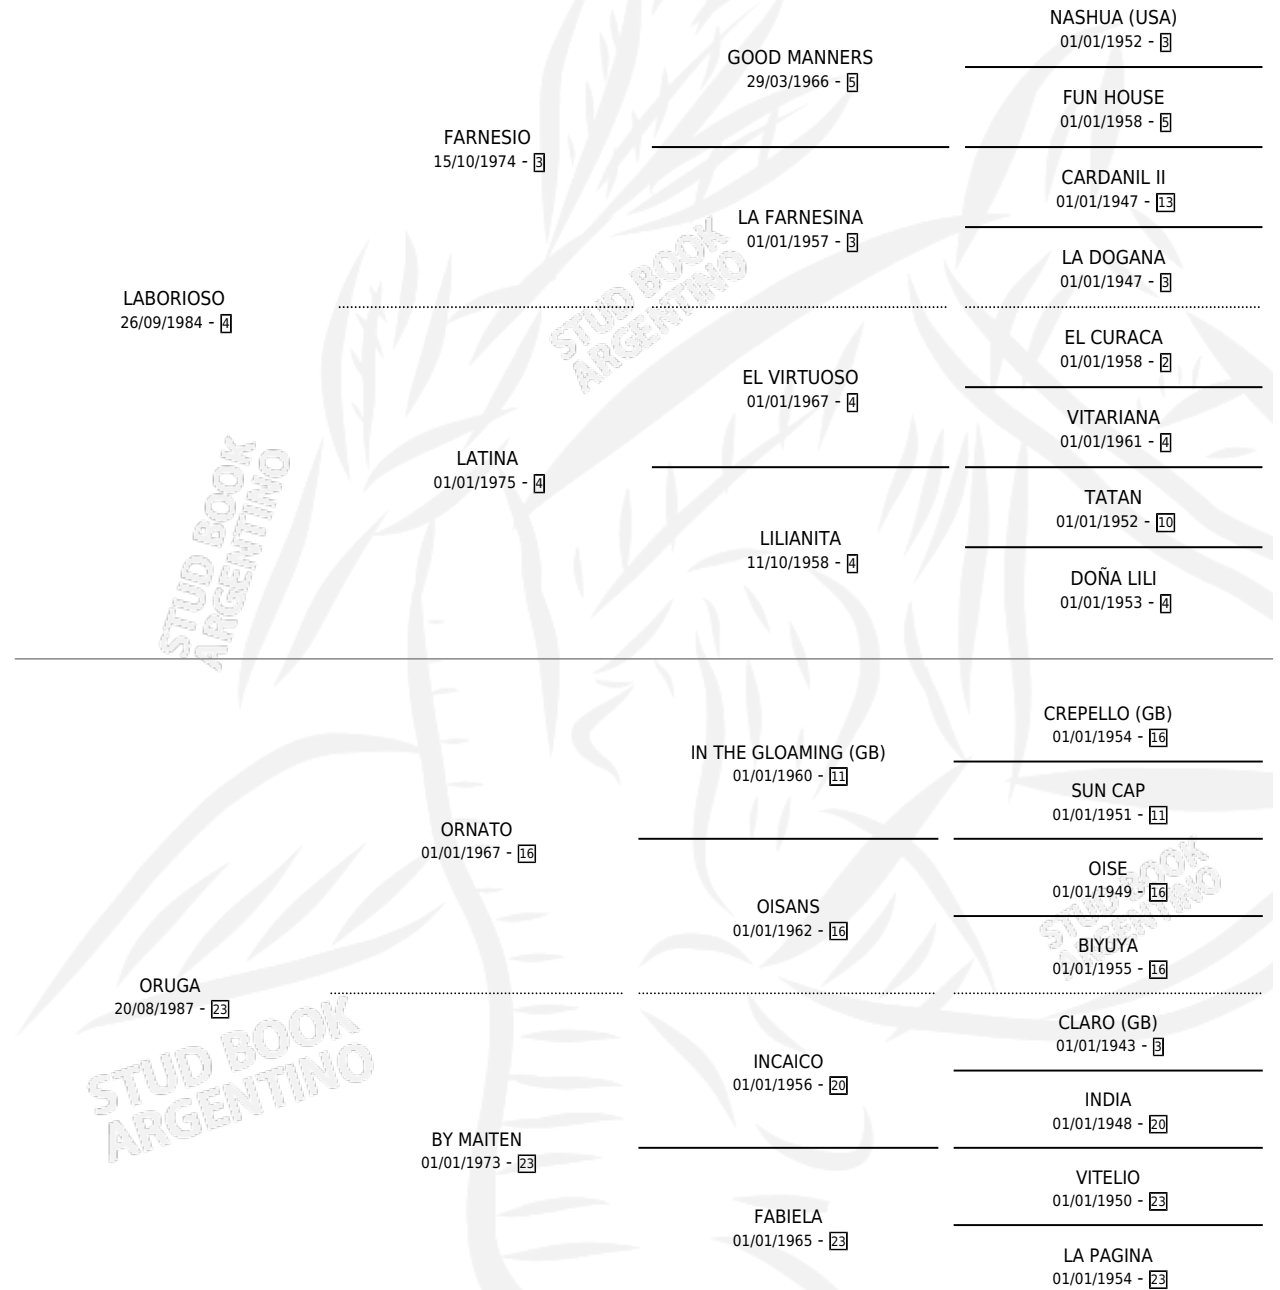 NASHUA (USA)
01/01/1952 - 3
GOOD MANNERS
29/03/1966 - 5
FUN HOUSE
01/01/1958 - 5
FARNESIO
15/10/1974 - 3
CARDANIL II
01/01/1947 - 13
LA FARNESINA
01/01/1957 - 3
LA DOGANA
01/01/1947 - 3
LABORIOSO
26/09/1984 - 4
STUD BOOK
ARGENTINO
EL CURACA
01/01/1958 - 2
EL VIRTUOSO
01/01/1967 - 4
VITARIANA
01/01/1961 - 4
LATINA
01/01/1975 - 4
TATAN
01/01/1952 - 10
LILIANITA
11/10/1958 - 4
DOÑA LILI
01/01/1953 - 4
STUD BOOK
ARGENTINO
CREPELLO (GB)
01/01/1954 - 16
IN THE GLOAMING (GB)
01/01/1960 - 11
SUN CAP
01/01/1951 - 11
ORNATO
01/01/1967 - 16
OISE
01/01/1949 - 16
OISANS
01/01/1962 - 16
BIYUYA
01/01/1955 - 16
STUD BOOK
ARGENTINO
ORUGA
20/08/1987 - 23
CLARO (GB)
01/01/1943 - 3
INCAICO
01/01/1956 - 20
INDIA
01/01/1948 - 20
BY MAITEN
01/01/1973 - 23
VITELIO
01/01/1950 - 23
FABIELA
01/01/1965 - 23
LA PAGINA
01/01/1954 - 23
STUD BOOK
ARGENTINO